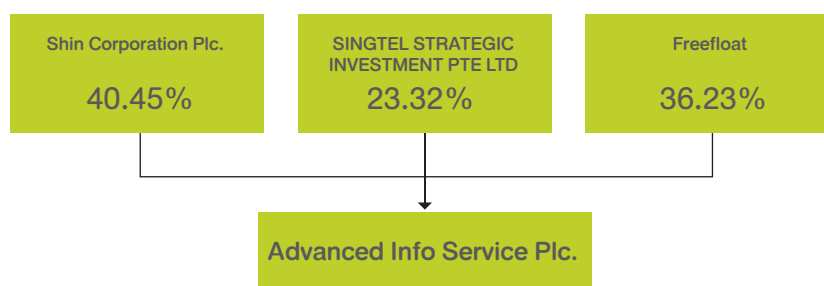 Shin Corporation Plc.
40.45%
SINGTEL STRATEGIC
INVESTMENT PTE LTD
23.32%
Freefloat
36.23%
Advanced Info Service Plc.